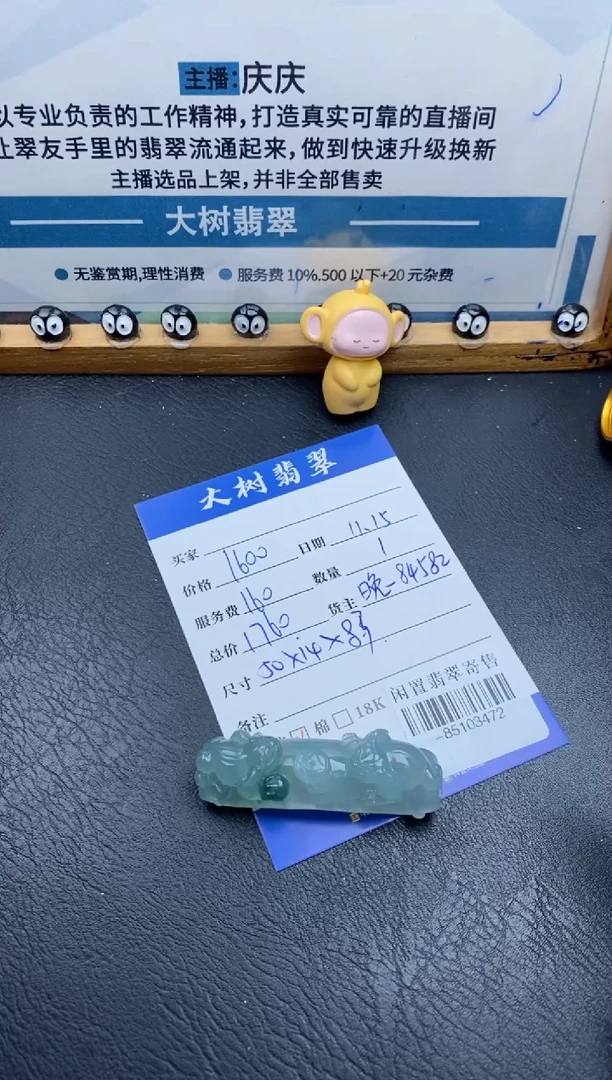 主播:庆庆
以专业负责的工作精神,打造真实可靠的直播间
让翠友手里的翡翠流通起来,做到快速升级换新
主播选品上架,并非全部售卖
大树翡翠
无鉴赏期,理性消费 服务费 10%.500 以下+20 元杂费
大树翡翠
买家 日期 11.15
价格 1600 数量 1
服务费 160 货主 晚-84582
总价 1760
尺寸 50×14×8.3
备注
棉 18K 闲置翡翠寄售
-85103472